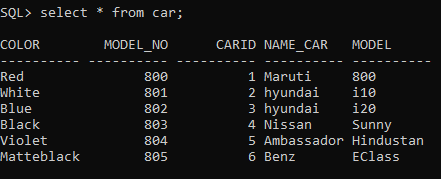 SQL> select * from car;
COLOR MODEL_NO CARID NAME_CAR MODEL
---------- ---------- ---------- ---------- ----------
Red 800 1 Maruti 800
White 801 2 hyundai i10
Blue 802 3 hyundai i20
Black 803 4 Nissan Sunny
Violet 804 5 Ambassador Hindustan
Matteblack 805 6 Benz EClass